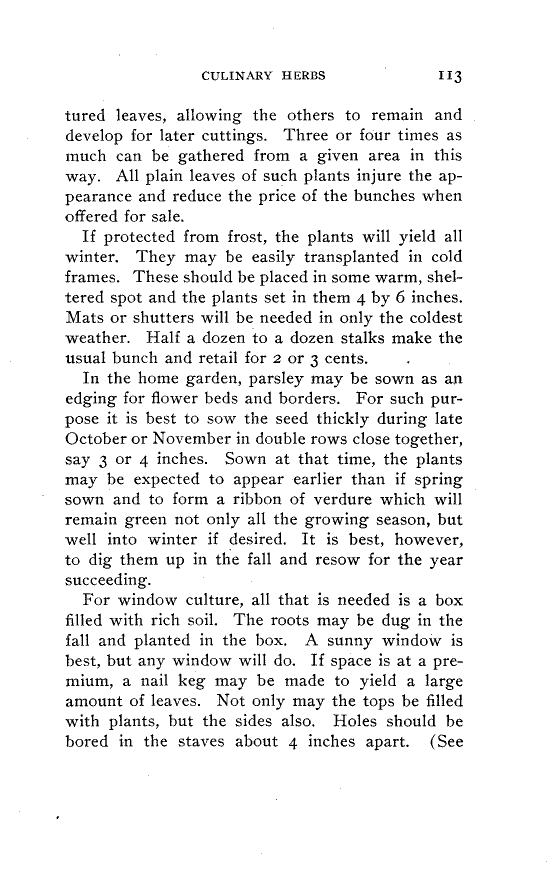 CULINARY HERBS 113
tured leaves, allowing the others to remain and
develop for later cuttings. Three or four times as
much can be gathered from a given area in this
way. All plain leaves of such plants injure the ap-
pearance and reduce the price of the bunches when
offered for sale.
If protected from frost, the plants will yield all
winter. They may be easily transplanted in cold
frames. These should be placed in some warm, shel-
tered spot and the plants set in them 4 by 6 inches.
Mats or shutters will be needed in only the coldest
weather. Half a dozen to a dozen stalks make the
usual bunch and retail for 2 or 3 cents.
In the home garden, parsley may be sown as an
edging for flower beds and borders. For such pur-
pose it is best to sow the seed thickly during late
October or November in double rows close together,
say 3 or 4 inches. Sown at that time, the plants
may be expected to appear earlier than if spring
sown and to form a ribbon of verdure which will
remain green not only all the growing season, but
well into winter if desired. It is best, however,
to dig them up in the fall and resow for the year
succeeding.
For window culture, all that is needed is a box
filled with rich soil. The roots may be dug in the
fall and planted in the box. A sunny window is
best, but any window will do. If space is at a pre-
mium, a nail keg may be made to yield a large
amount of leaves. Not only may the tops be filled
with plants, but the sides also. Holes should be
bored in the staves about 4 inches apart. (See